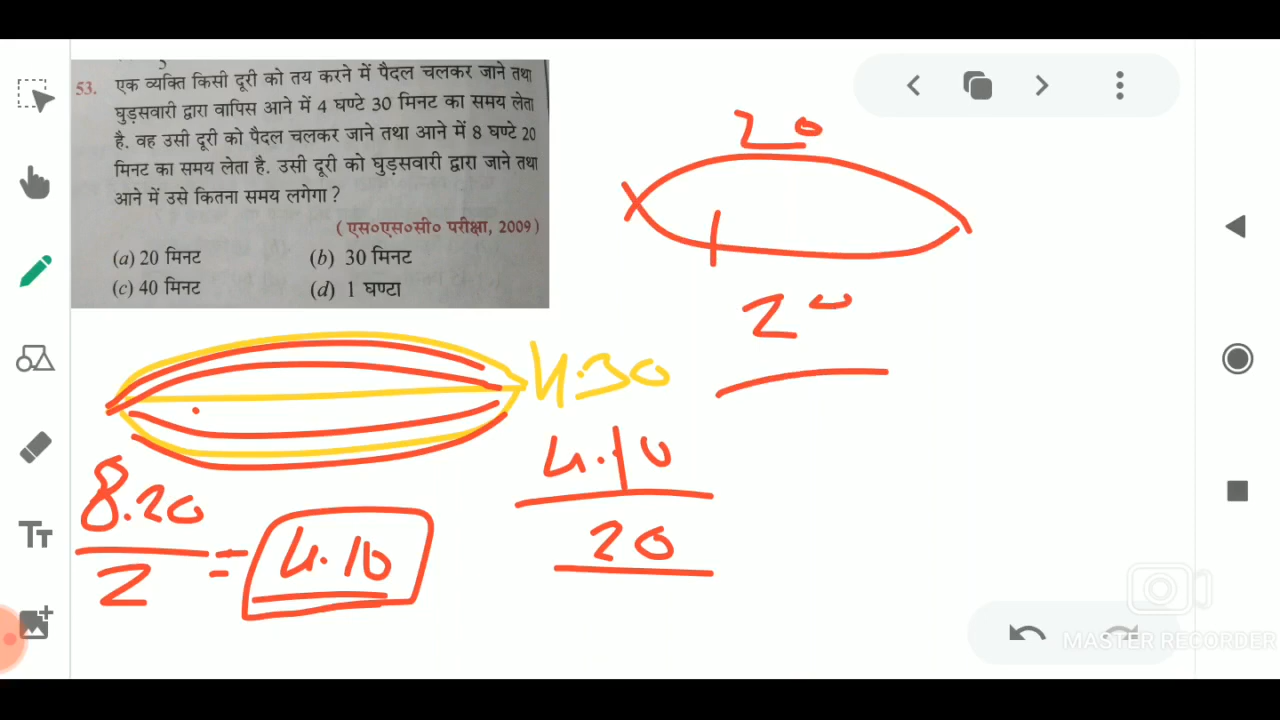 53. एक व्यक्ति किसी दूरी को तय करने में पैदल चलकर जाने तथा
घुड़सवारी द्वारा वापिस आने में 4 घण्टे 30 मिनट का समय लेता
है. वह उसी दूरी को पैदल चलकर जाने तथा आने में 8 घण्टे 20
मिनट का समय लेता है. उसी दूरी को घुड़सवारी द्वारा जाने तथा
आने में उसे कितना समय लगेगा ?
(एस०एस०सी० परीक्षा, 2009)
(a) 20 मिनट (b) 30 मिनट
(c) 40 मिनट (d) 1 घण्टा
20
20
4.30
4.10
20
8.20
2
=
4.10
TT
MASTER RECORDER